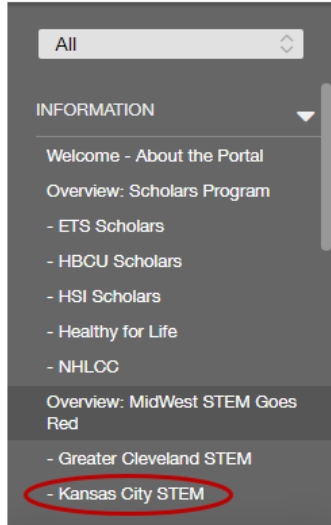 All
INFORMATION
Welcome - About the Portal
Overview: Scholars Program
- ETS Scholars
- HBCU Scholars
- HSI Scholars
- Healthy for Life
- NHLCC
Overview: MidWest STEM Goes
Red
- Greater Cleveland STEM
- Kansas City STEM